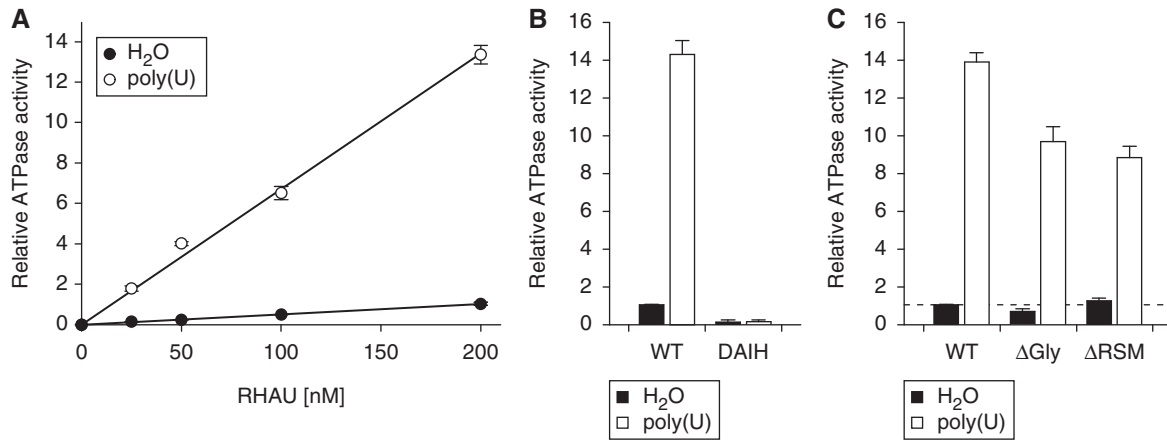 A
Relative ATPase activity
14
12
10
8
6
4
2
0
H₂O
poly(U)
0 50 100 150 200
RHAU [nM]
B
Relative ATPase activity
16
14
12
10
8
6
4
2
0
WT DAIH
H₂O
poly(U)
C
Relative ATPase activity
16
14
12
10
8
6
4
2
0
WT ΔGly ΔRSM
H₂O
poly(U)